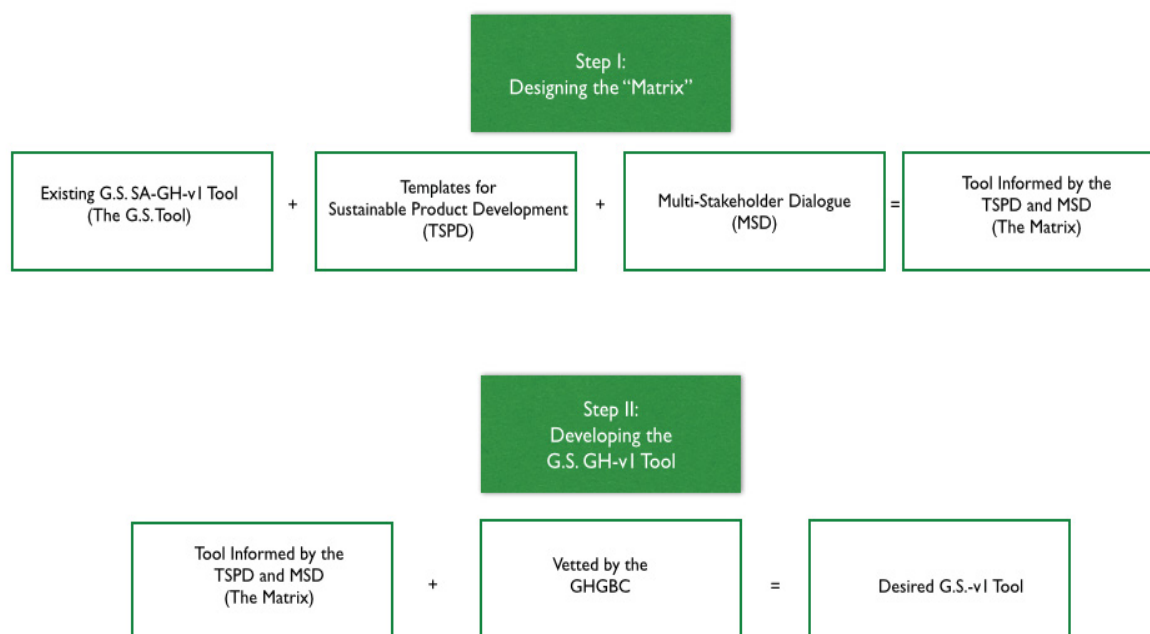 Step I:
Designing the “Matrix”
Existing G.S. SA-GH-v1 Tool
(The G.S. Tool)
+
Templates for
Sustainable Product Development
(TSPD)
+
Multi-Stakeholder Dialogue
(MSD)
=
Tool Informed by the
TSPD and MSD
(The Matrix)
Step II:
Developing the
G.S. GH-v1 Tool
Tool Informed by the
TSPD and MSD
(The Matrix)
+
Vetted by the
GHGBC
=
Desired G.S.-v1 Tool